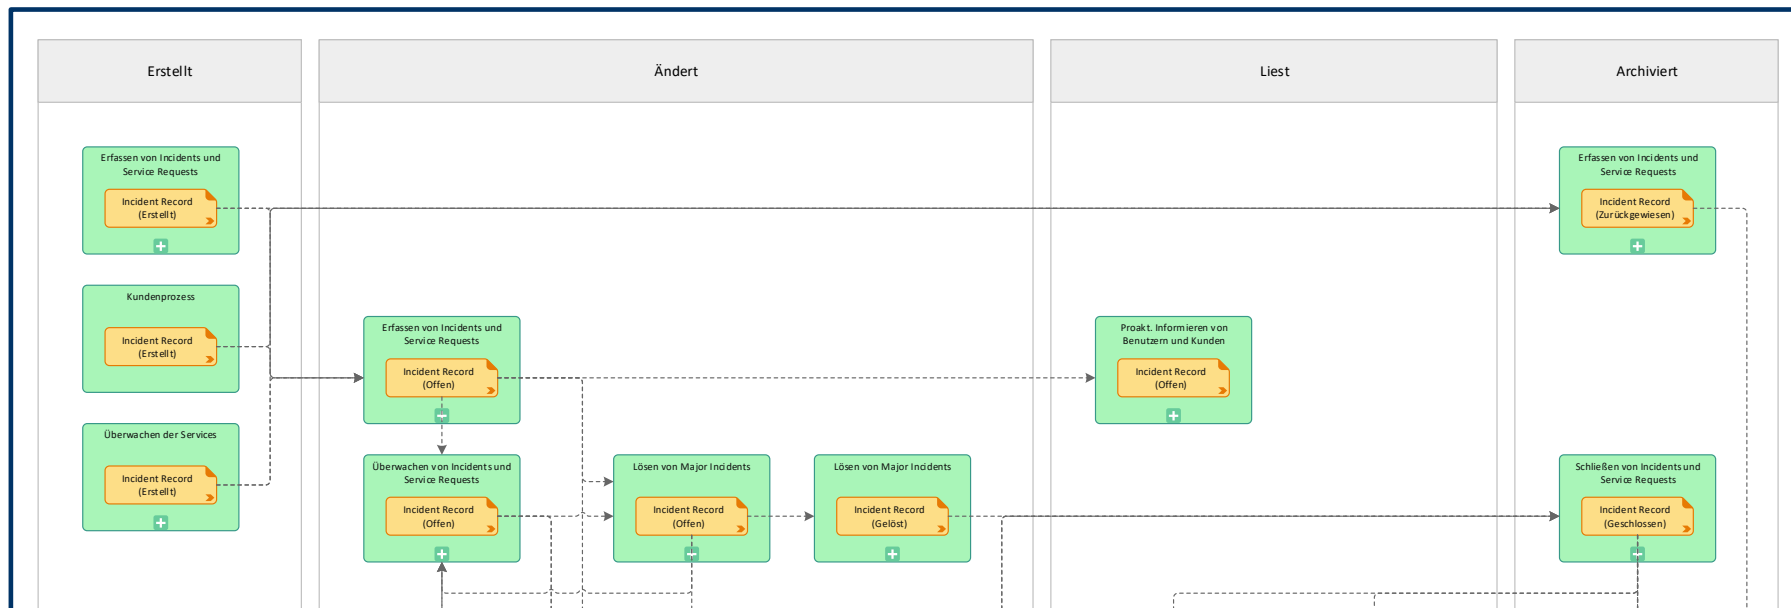 Erstellt
Ändert
Liest
Archiviert
Erfassen von Incidents und
Service Requests
Incident Record
(Erstellt)
Erfassen von Incidents und
Service Requests
Incident Record
(Zurückgewiesen)
Kundenprozess
Incident Record
(Erstellt)
Erfassen von Incidents und
Service Requests
Incident Record
(Offen)
Proakt. Informieren von
Benutzern und Kunden
Incident Record
(Offen)
Überwachen der Services
Incident Record
(Erstellt)
Überwachen von Incidents und
Service Requests
Incident Record
(Offen)
Lösen von Major Incidents
Incident Record
(Offen)
Lösen von Major Incidents
Incident Record
(Gelöst)
Schließen von Incidents und
Service Requests
Incident Record
(Geschlossen)